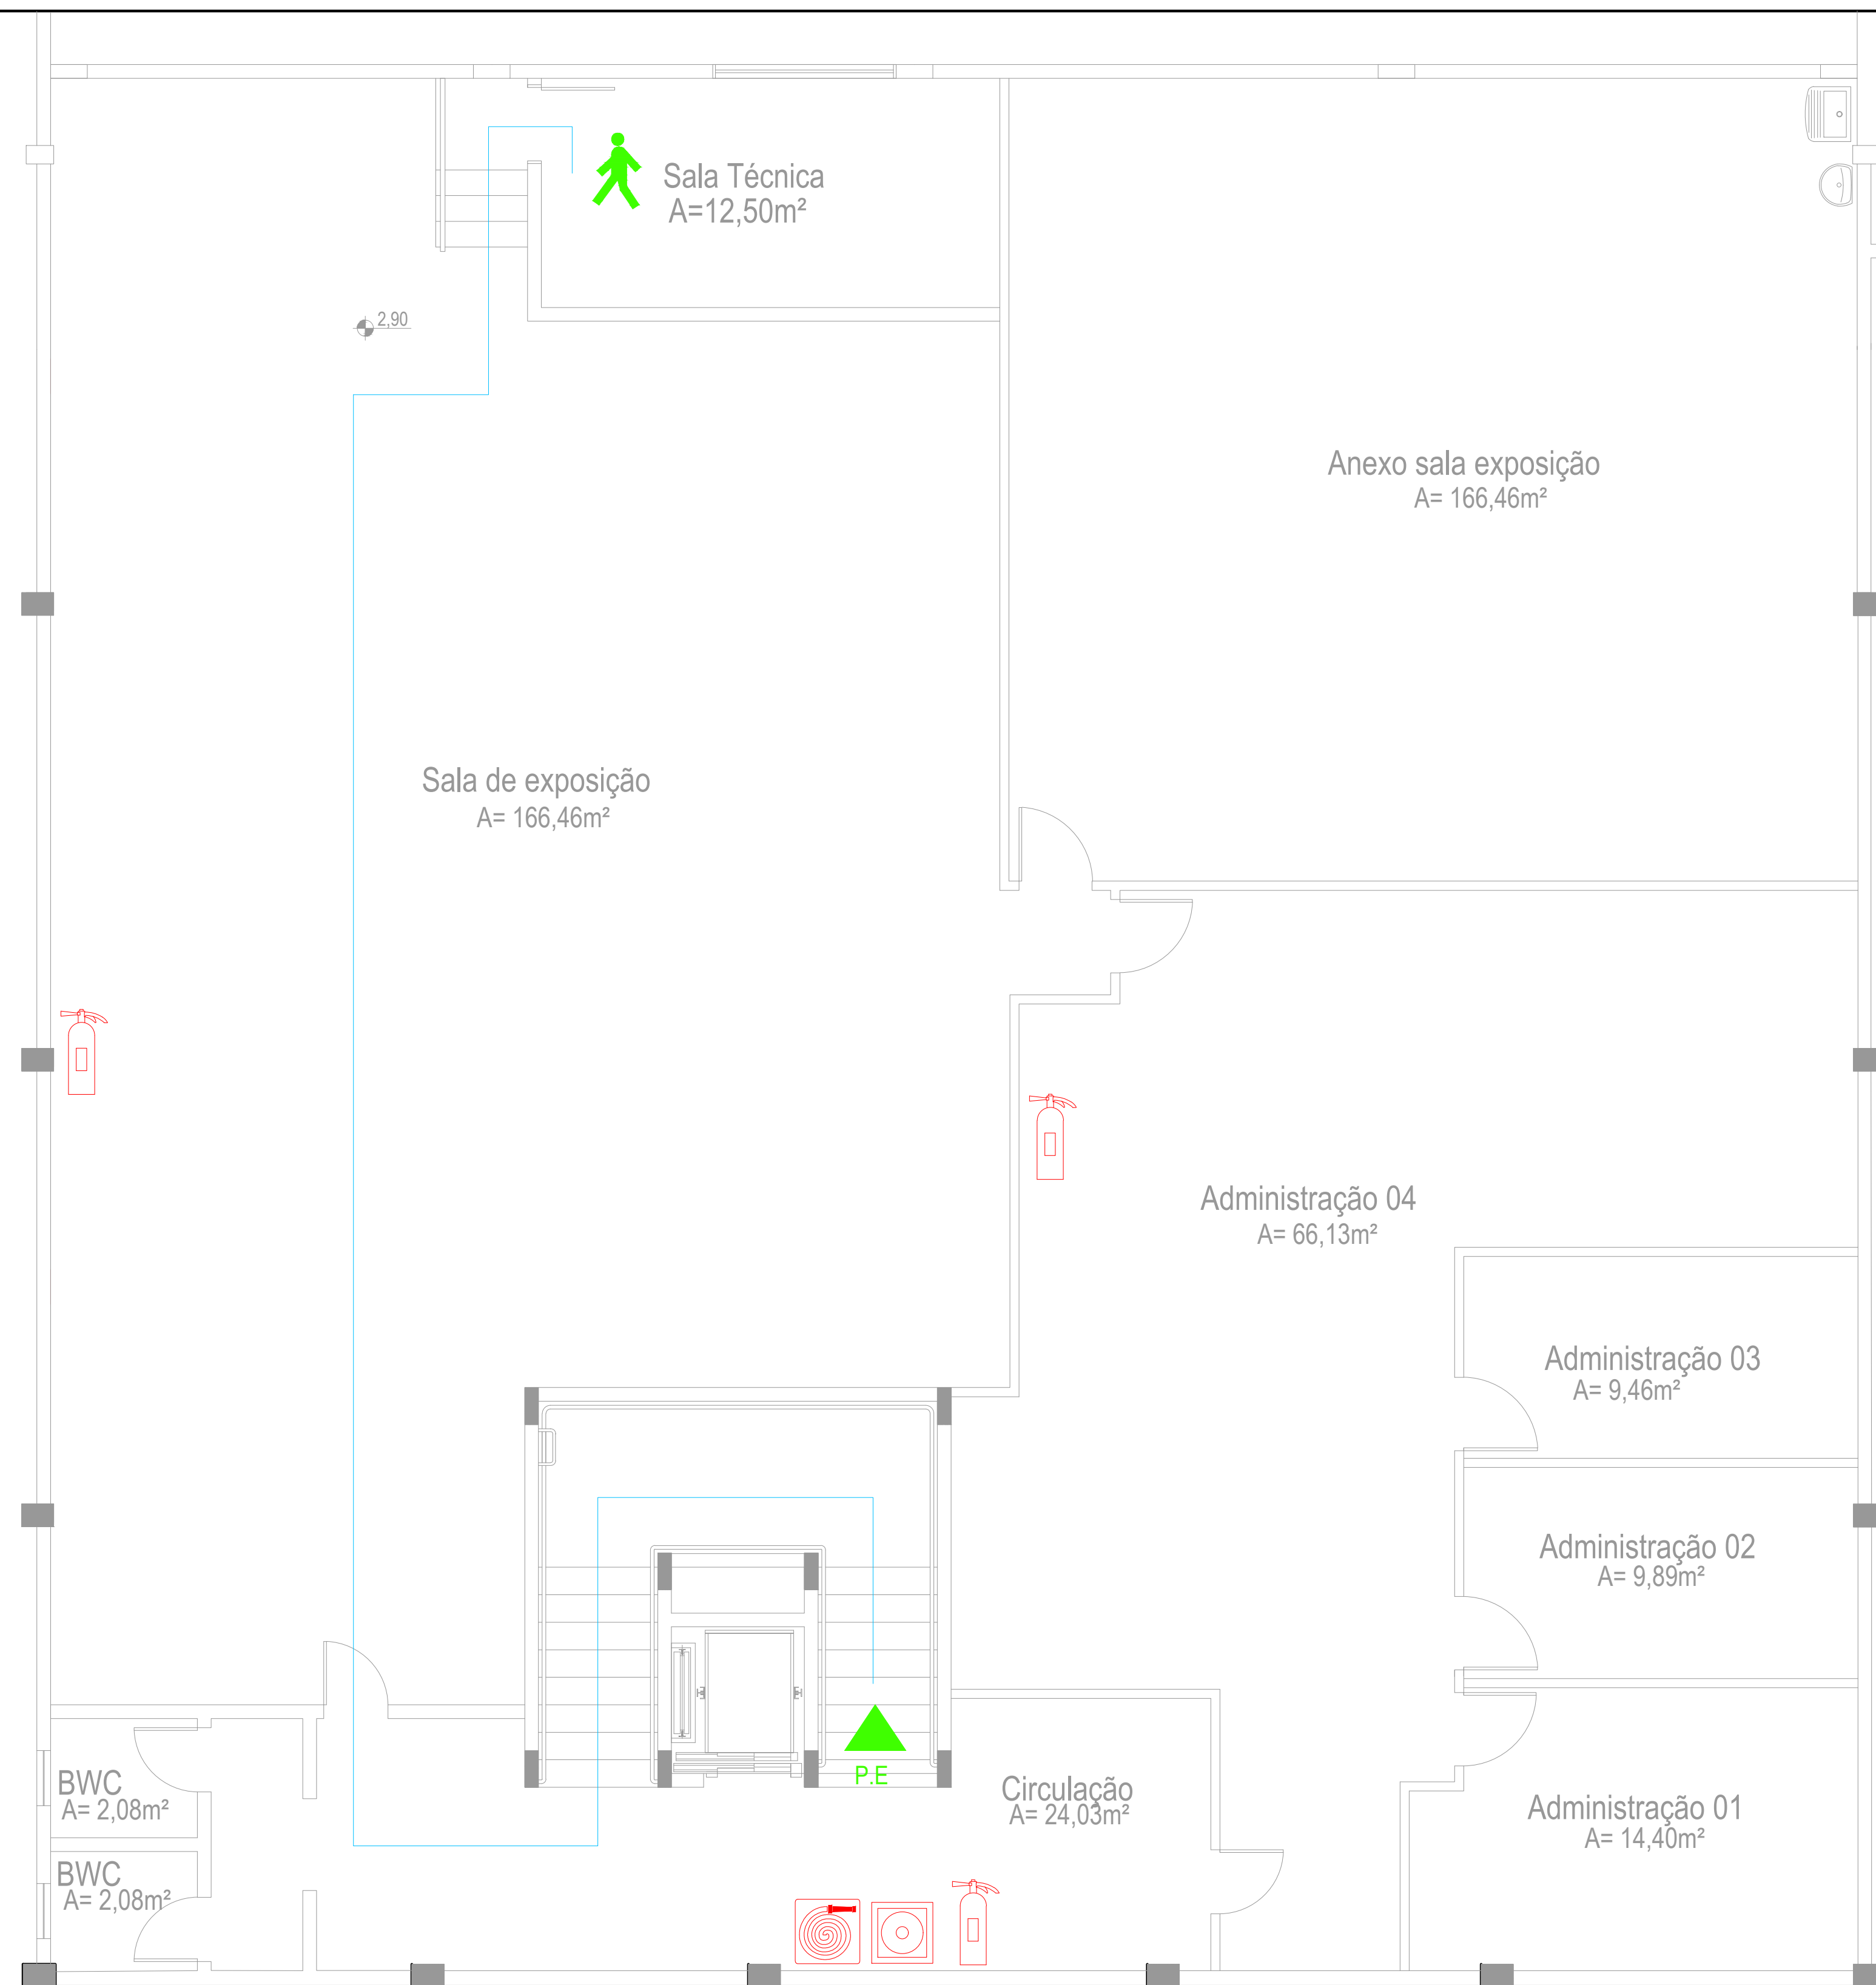 Sala Técnica
A=12,50m²
2,90
Anexo sala exposição
A= 166,46m²
Sala de exposição
A= 166,46m²
Administração 04
A= 66,13m²
Administração 03
A= 9,46m²
Administração 02
A= 9,89m²
BWC
A= 2,08m²
P.E
Circulação
A= 24,03m²
Administração 01
A= 14,40m²
BWC
A= 2,08m²